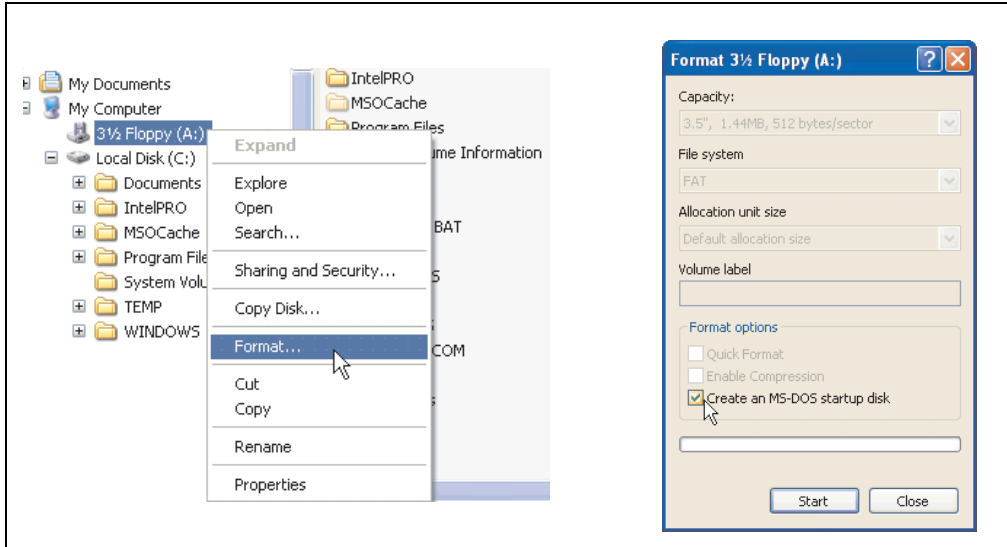 My Documents
My Computer
3½ Floppy (A:)
Local Disk (C:)
Documents
IntelPRO
MSOCache
Program File
System Volu
TEMP
WINDOWS
Expand
Explore
Open
Search...
Sharing and Security...
Copy Disk...
Format...
Cut
Copy
Rename
Properties
IntelPRO
MSOCache
Program Files
ume Information
BAT
S
COM
Format 3½ Floppy (A:)
Capacity:
3.5", 1.44MB, 512 bytes/sector
File system
FAT
Allocation unit size
Default allocation size
Volume label
Format options
Quick Format
Enable Compression
Create an MS-DOS startup disk
Start
Close